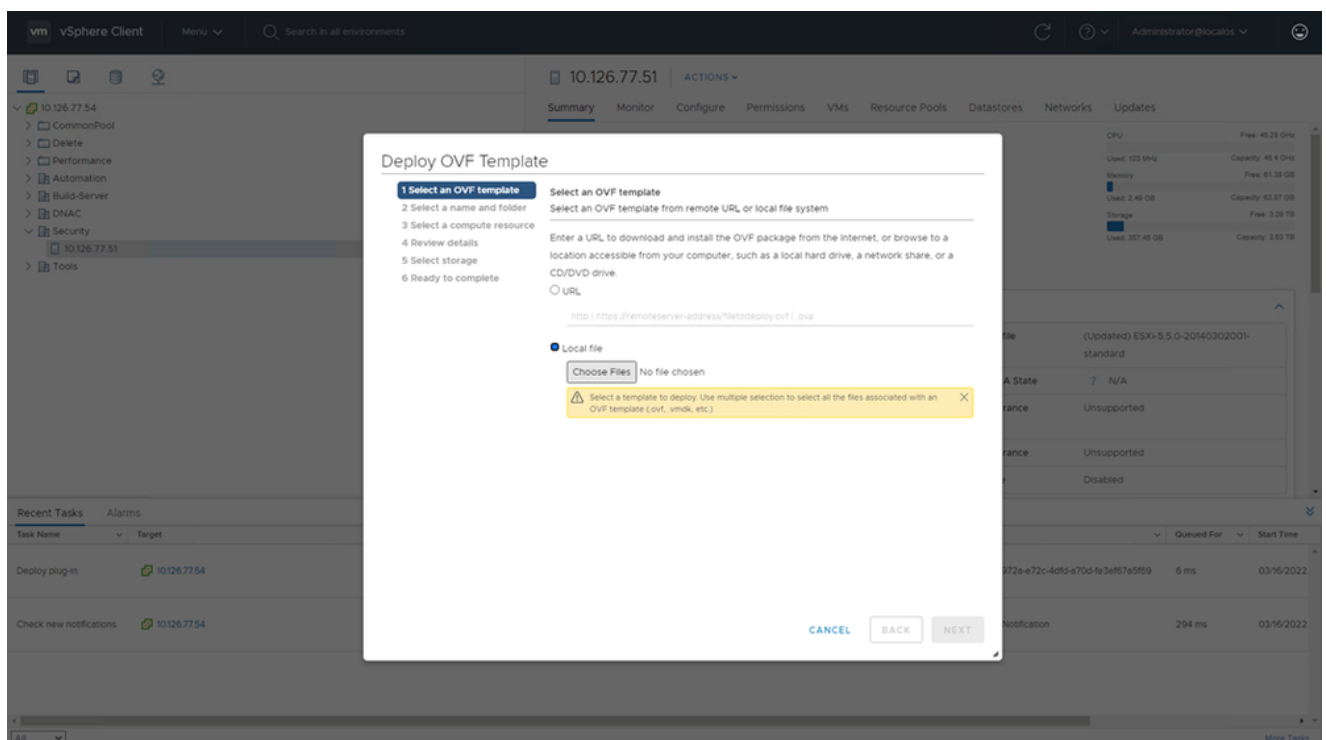 vm vSphere Client Menu Search in all environments Administrator@localos
10.126.77.51 ACTIONS
Summary Monitor Configure Permissions VMs Resource Pools Datastores Networks Updates
10.126.77.54
CommonPool
Delete
Performance
Automation
Build-Server
DNAC
Security
10.126.77.51
Tools
CPU Free: 48.28 GHz
Used: 123 MHz Capacity: 48.4 GHz
Memory Free: 61.38 GB
Used: 2.49 GB Capacity: 63.87 GB
Storage Free: 3.28 TB
Used: 357.45 GB Capacity: 3.63 TB
file (Updated) ESXi-5.5.0-20140302001-
standard
A State ? N/A
rance Unsupported
rance Unsupported
Disabled
Deploy OVF Template
1 Select an OVF template
2 Select a name and folder
3 Select a compute resource
4 Review details
5 Select storage
6 Ready to complete
Select an OVF template
Select an OVF template from remote URL or local file system
Enter a URL to download and install the OVF package from the Internet, or browse to a
location accessible from your computer, such as a local hard drive, a network share, or a
CD/DVD drive.
URL
http | https://remoteserver-address/filetodeploy.ovf | .ova
Local file
Choose Files No file chosen
Select a template to deploy. Use multiple selection to select all the files associated with an
OVF template (.ovf, .vmdk, etc.)
CANCEL BACK NEXT
Recent Tasks Alarms
Task Name Target Queued For Start Time
Deploy plug-in 10.126.77.54 972a-e72c-4dfd-a70d-fe3ef67a5f69 6 ms 03/16/2022
Check new notifications 10.126.77.54 Notification 294 ms 03/16/2022
All More Tasks